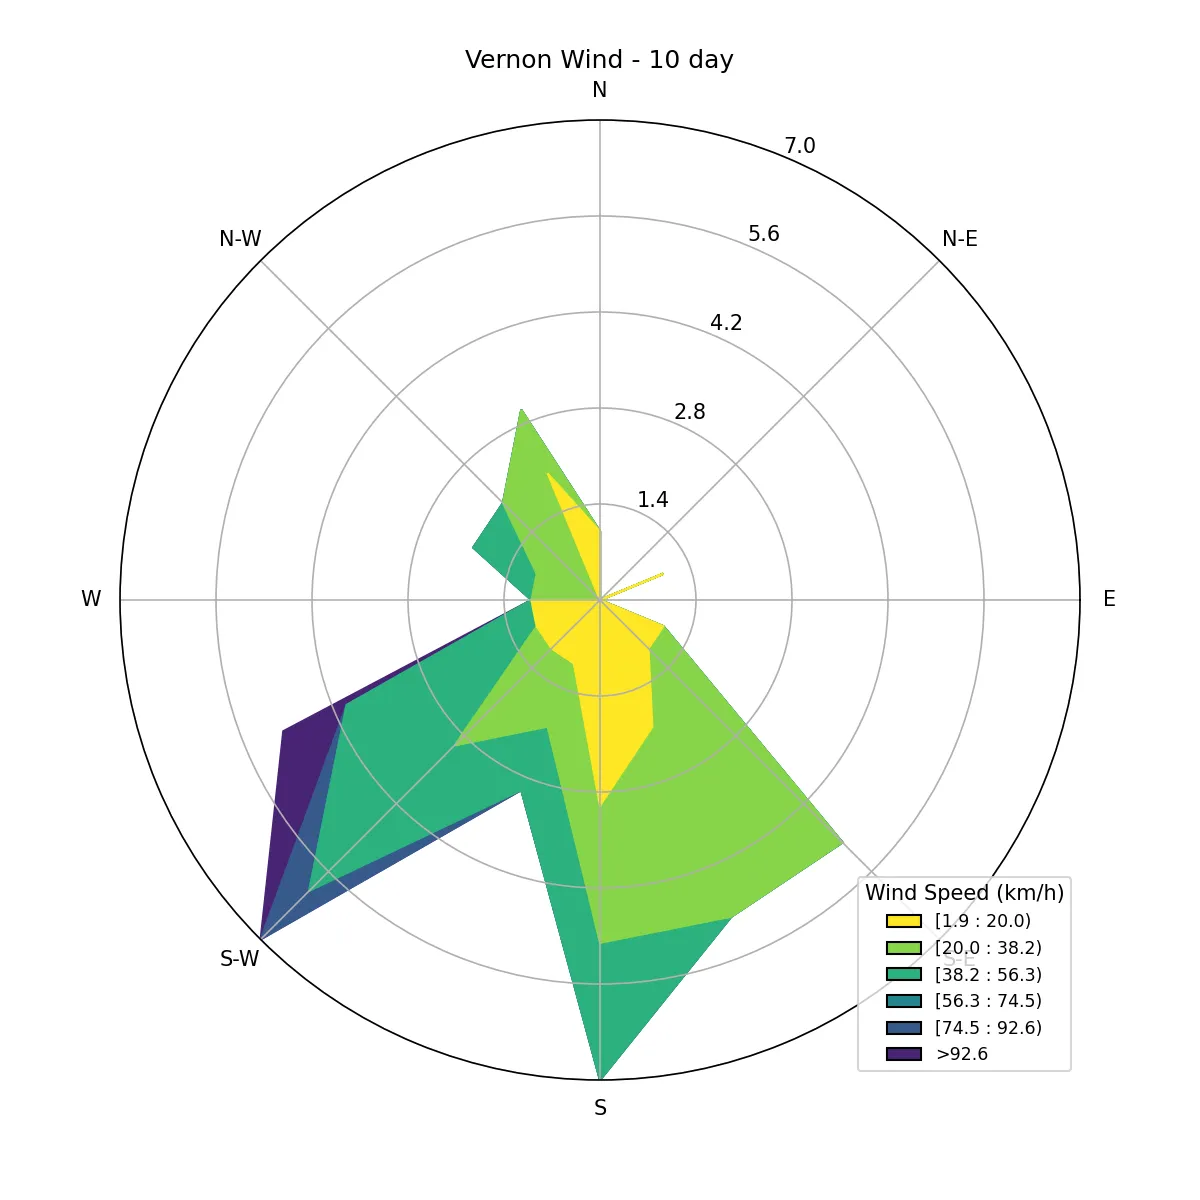 Vernon Wind - 10 day
N
7.0
N-W
5.6
N-E
4.2
2.8
1.4
W
E
S-W
S-E
S
Wind Speed (km/h)
[1.9 : 20.0)
[20.0 : 38.2)
[38.2 : 56.3)
[56.3 : 74.5)
[74.5 : 92.6)
>92.6